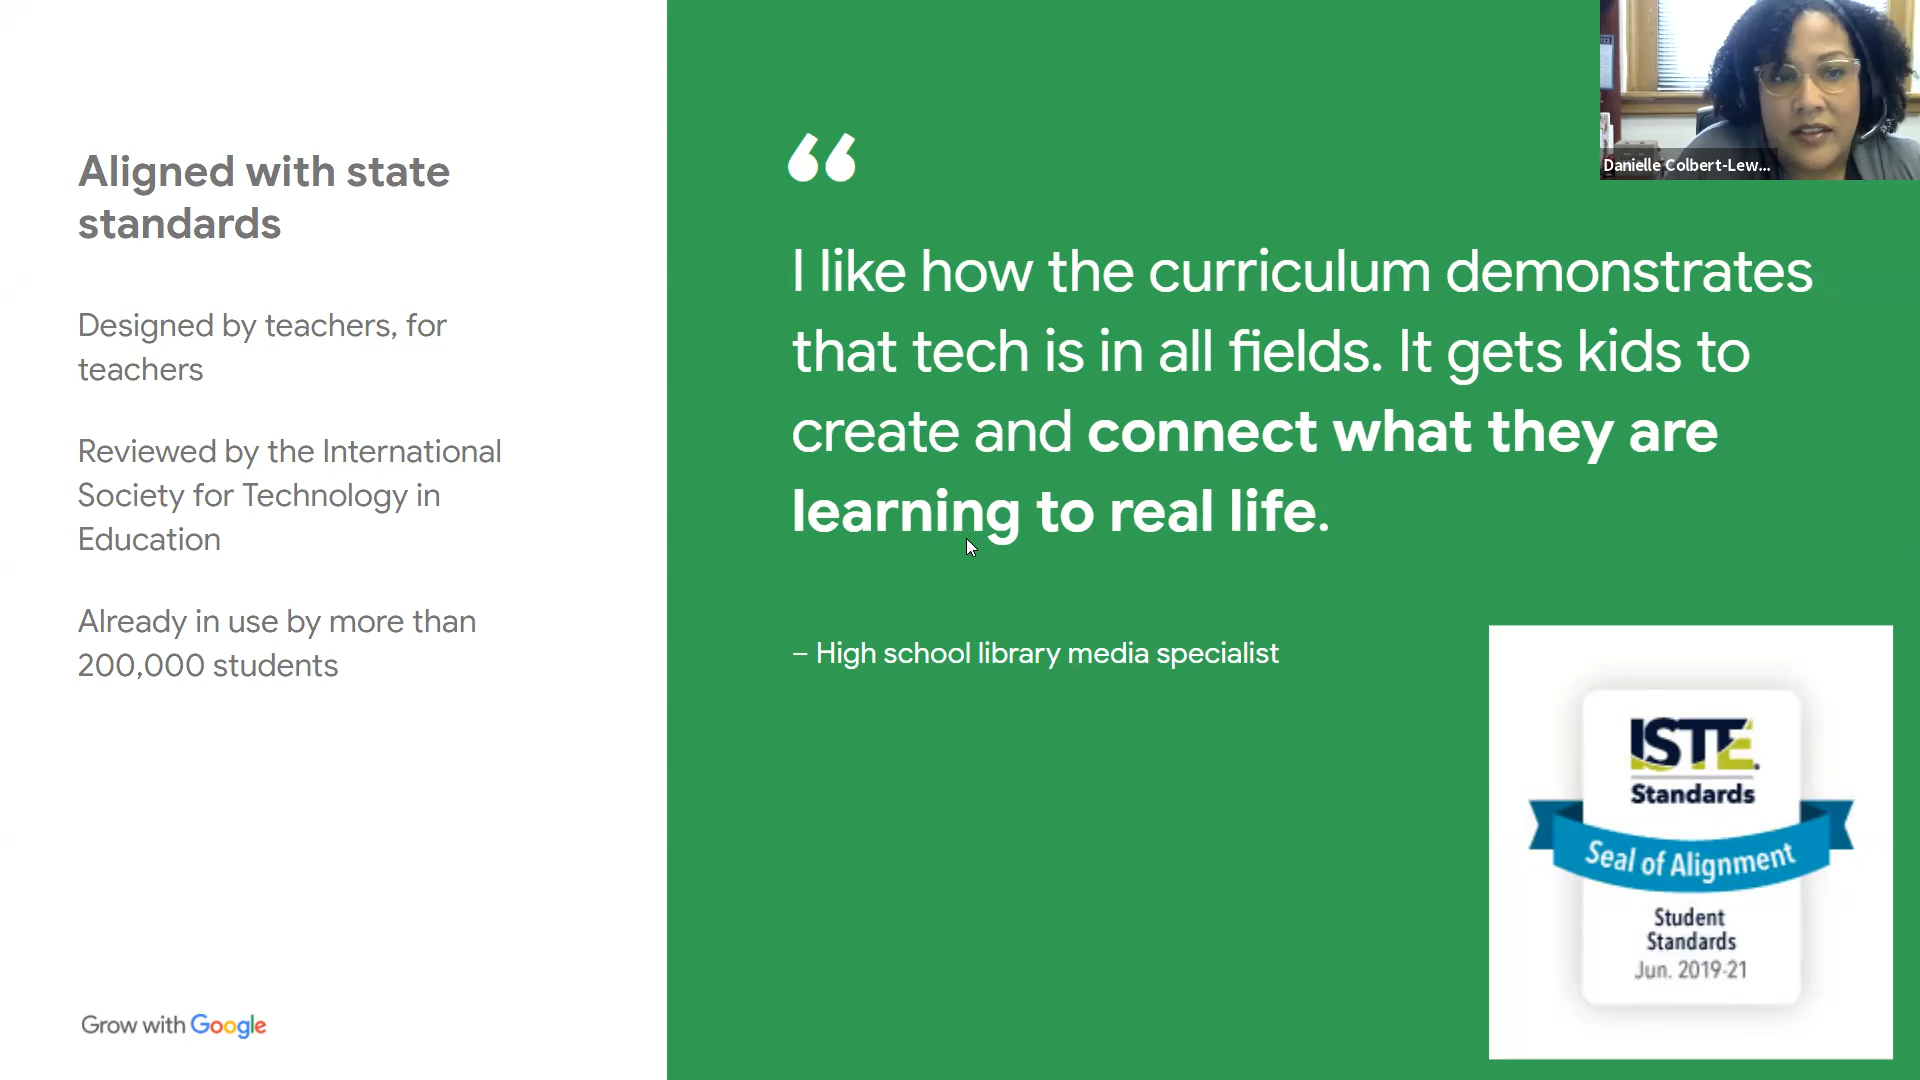 Aligned with state
standards
Designed by teachers, for
teachers
Reviewed by the International
Society for Technology in
Education
Already in use by more than
200,000 students
Grow with Google
“
I like how the curriculum demonstrates
that tech is in all fields. It gets kids to
create and connect what they are
learning to real life.
– High school library media specialist
Danielle Colbert-Lew...
ISTE
Standards
Seal of Alignment
Student
Standards
Jun. 2019-21